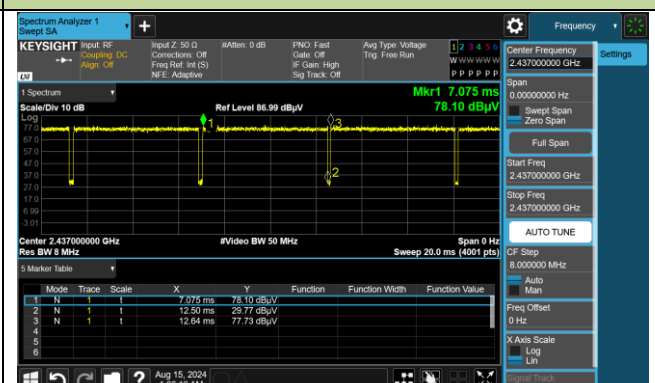 Spectrum Analyzer 1
Swept SA
Frequency
KEYSIGHT
Input: RF
Coupling: DC
Align: Off
Input Z: 50 Ω
Corrections: Off
Freq Ref: Int (S)
NFE: Adaptive
#Atten: 0 dB
PNO: Fast
Gate: Off
IF Gain: High
Sig Track: Off
Avg Type: Voltage
Trig: Free Run
1 2 3 4 5 6
W W W W W W
P P P P P P
1 Spectrum
Scale/Div 10 dB
Ref Level 86.99 dBµV
Mkr1 7.075 ms
78.10 dBµV
Log
77.0
67.0
57.0
47.0
37.0
27.0
17.0
6.99
-3.01
1
3
2
Center 2.437000000 GHz
Res BW 8 MHz
#Video BW 50 MHz
Span 0 Hz
Sweep 20.0 ms (4001 pts)
5 Marker Table
Mode Trace Scale X Y Function Function Width Function Value
1 N 1 t 7.075 ms 78.10 dBµV
2 N 1 t 12.50 ms 29.77 dBµV
3 N 1 t 12.64 ms 77.73 dBµV
4
5
6
Aug 15, 2024
Center Frequency
2.437000000 GHz
Span
0.00000000 Hz
Swept Span
Zero Span
Full Span
Start Freq
2.437000000 GHz
Stop Freq
2.437000000 GHz
AUTO TUNE
CF Step
8.000000 MHz
Auto
Man
Freq Offset
0 Hz
X Axis Scale
Log
Lin
Signal Track
Settings